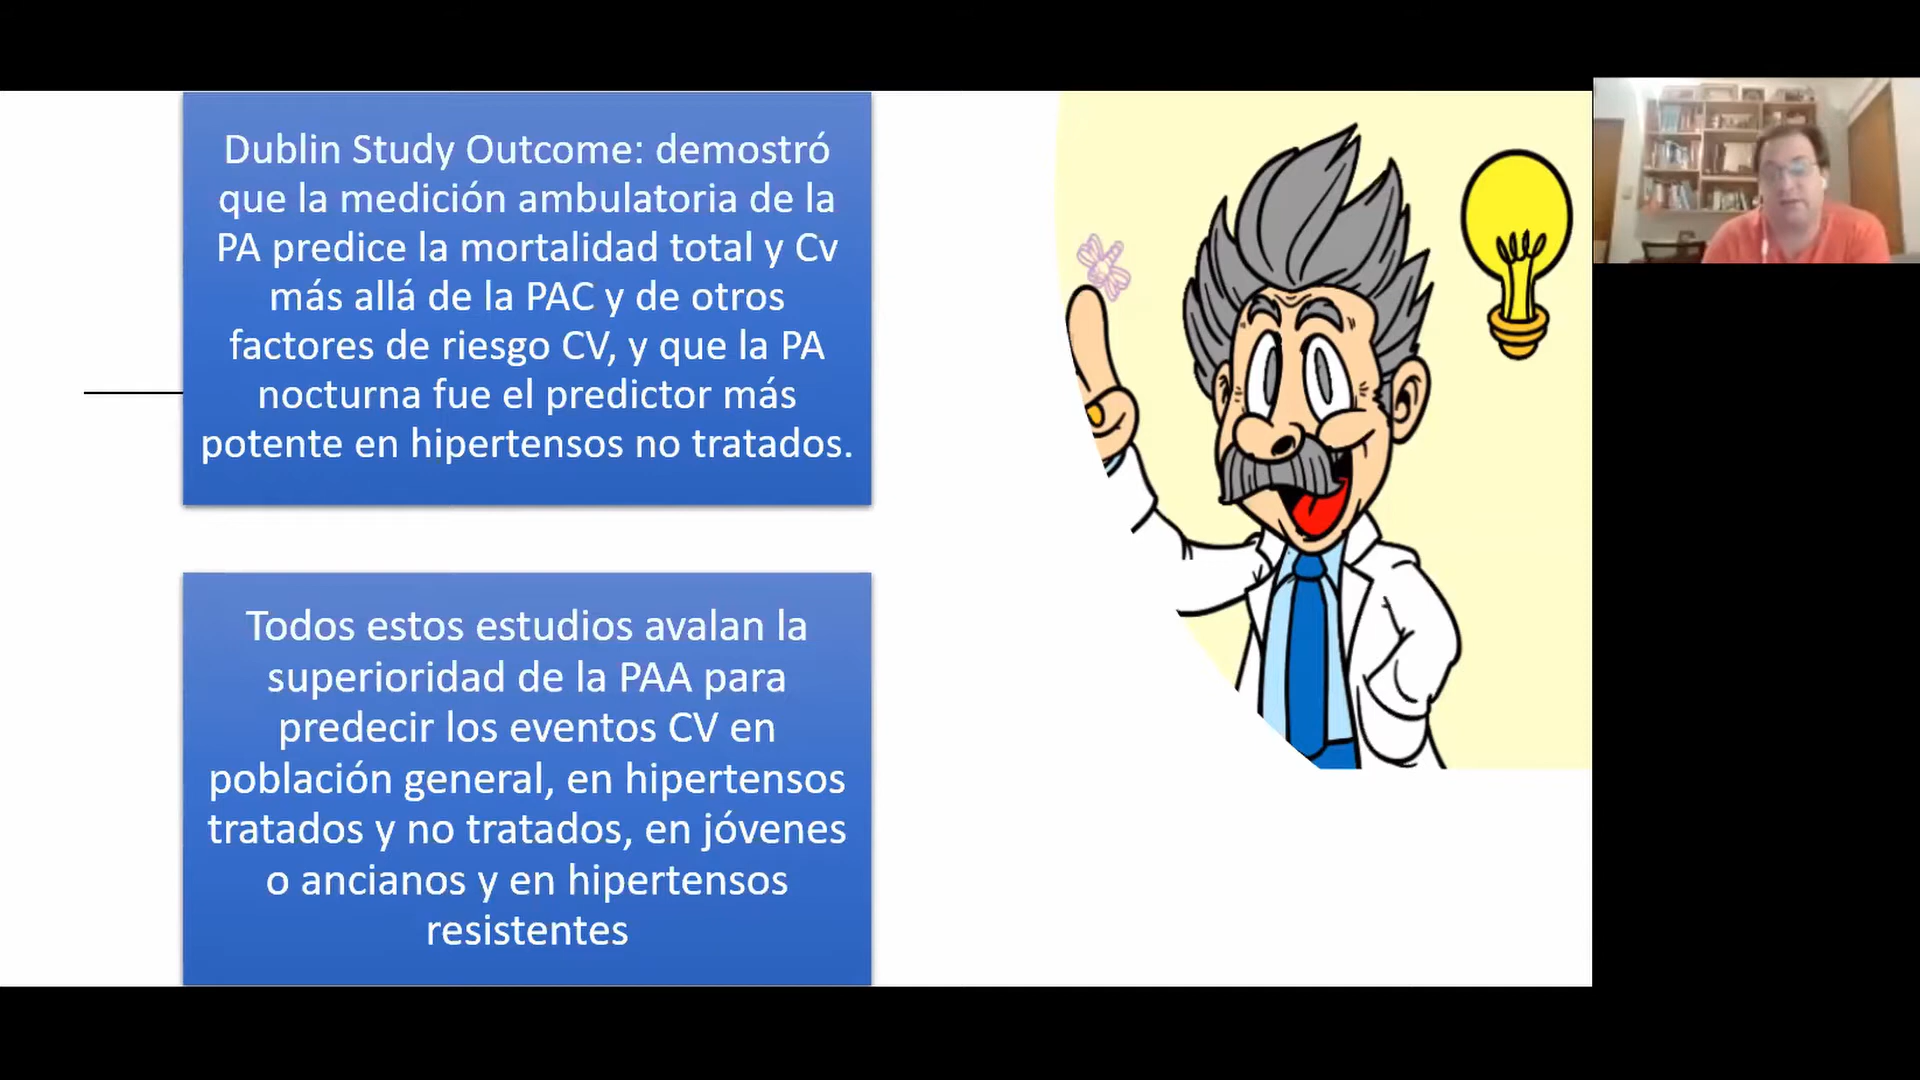 Dublin Study Outcome: demostró
que la medición ambulatoria de la
PA predice la mortalidad total y Cv
más allá de la PAC y de otros
factores de riesgo CV, y que la PA
nocturna fue el predictor más
potente en hipertensos no tratados.
Todos estos estudios avalan la
superioridad de la PAA para
predecir los eventos CV en
población general, en hipertensos
tratados y no tratados, en jóvenes
o ancianos y en hipertensos
resistentes